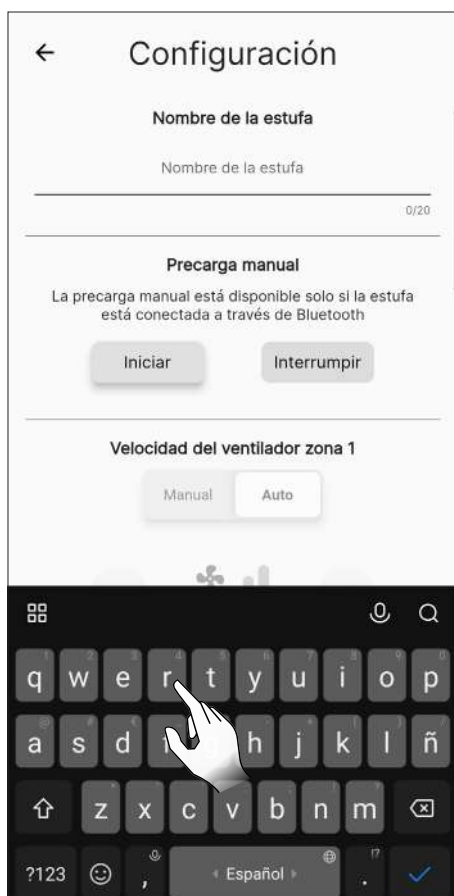 Configuración
Nombre de la estufa
Nombre de la estufa
0/20
Precarga manual
La precarga manual está disponible solo si la estufa
está conectada a través de Bluetooth
Iniciar
Interrumpir
Velocidad del ventilador zona 1
Manual
Auto
q w e r t y u i o p
a s d h j k l ñ
z x c v b n m
?123 , Español .